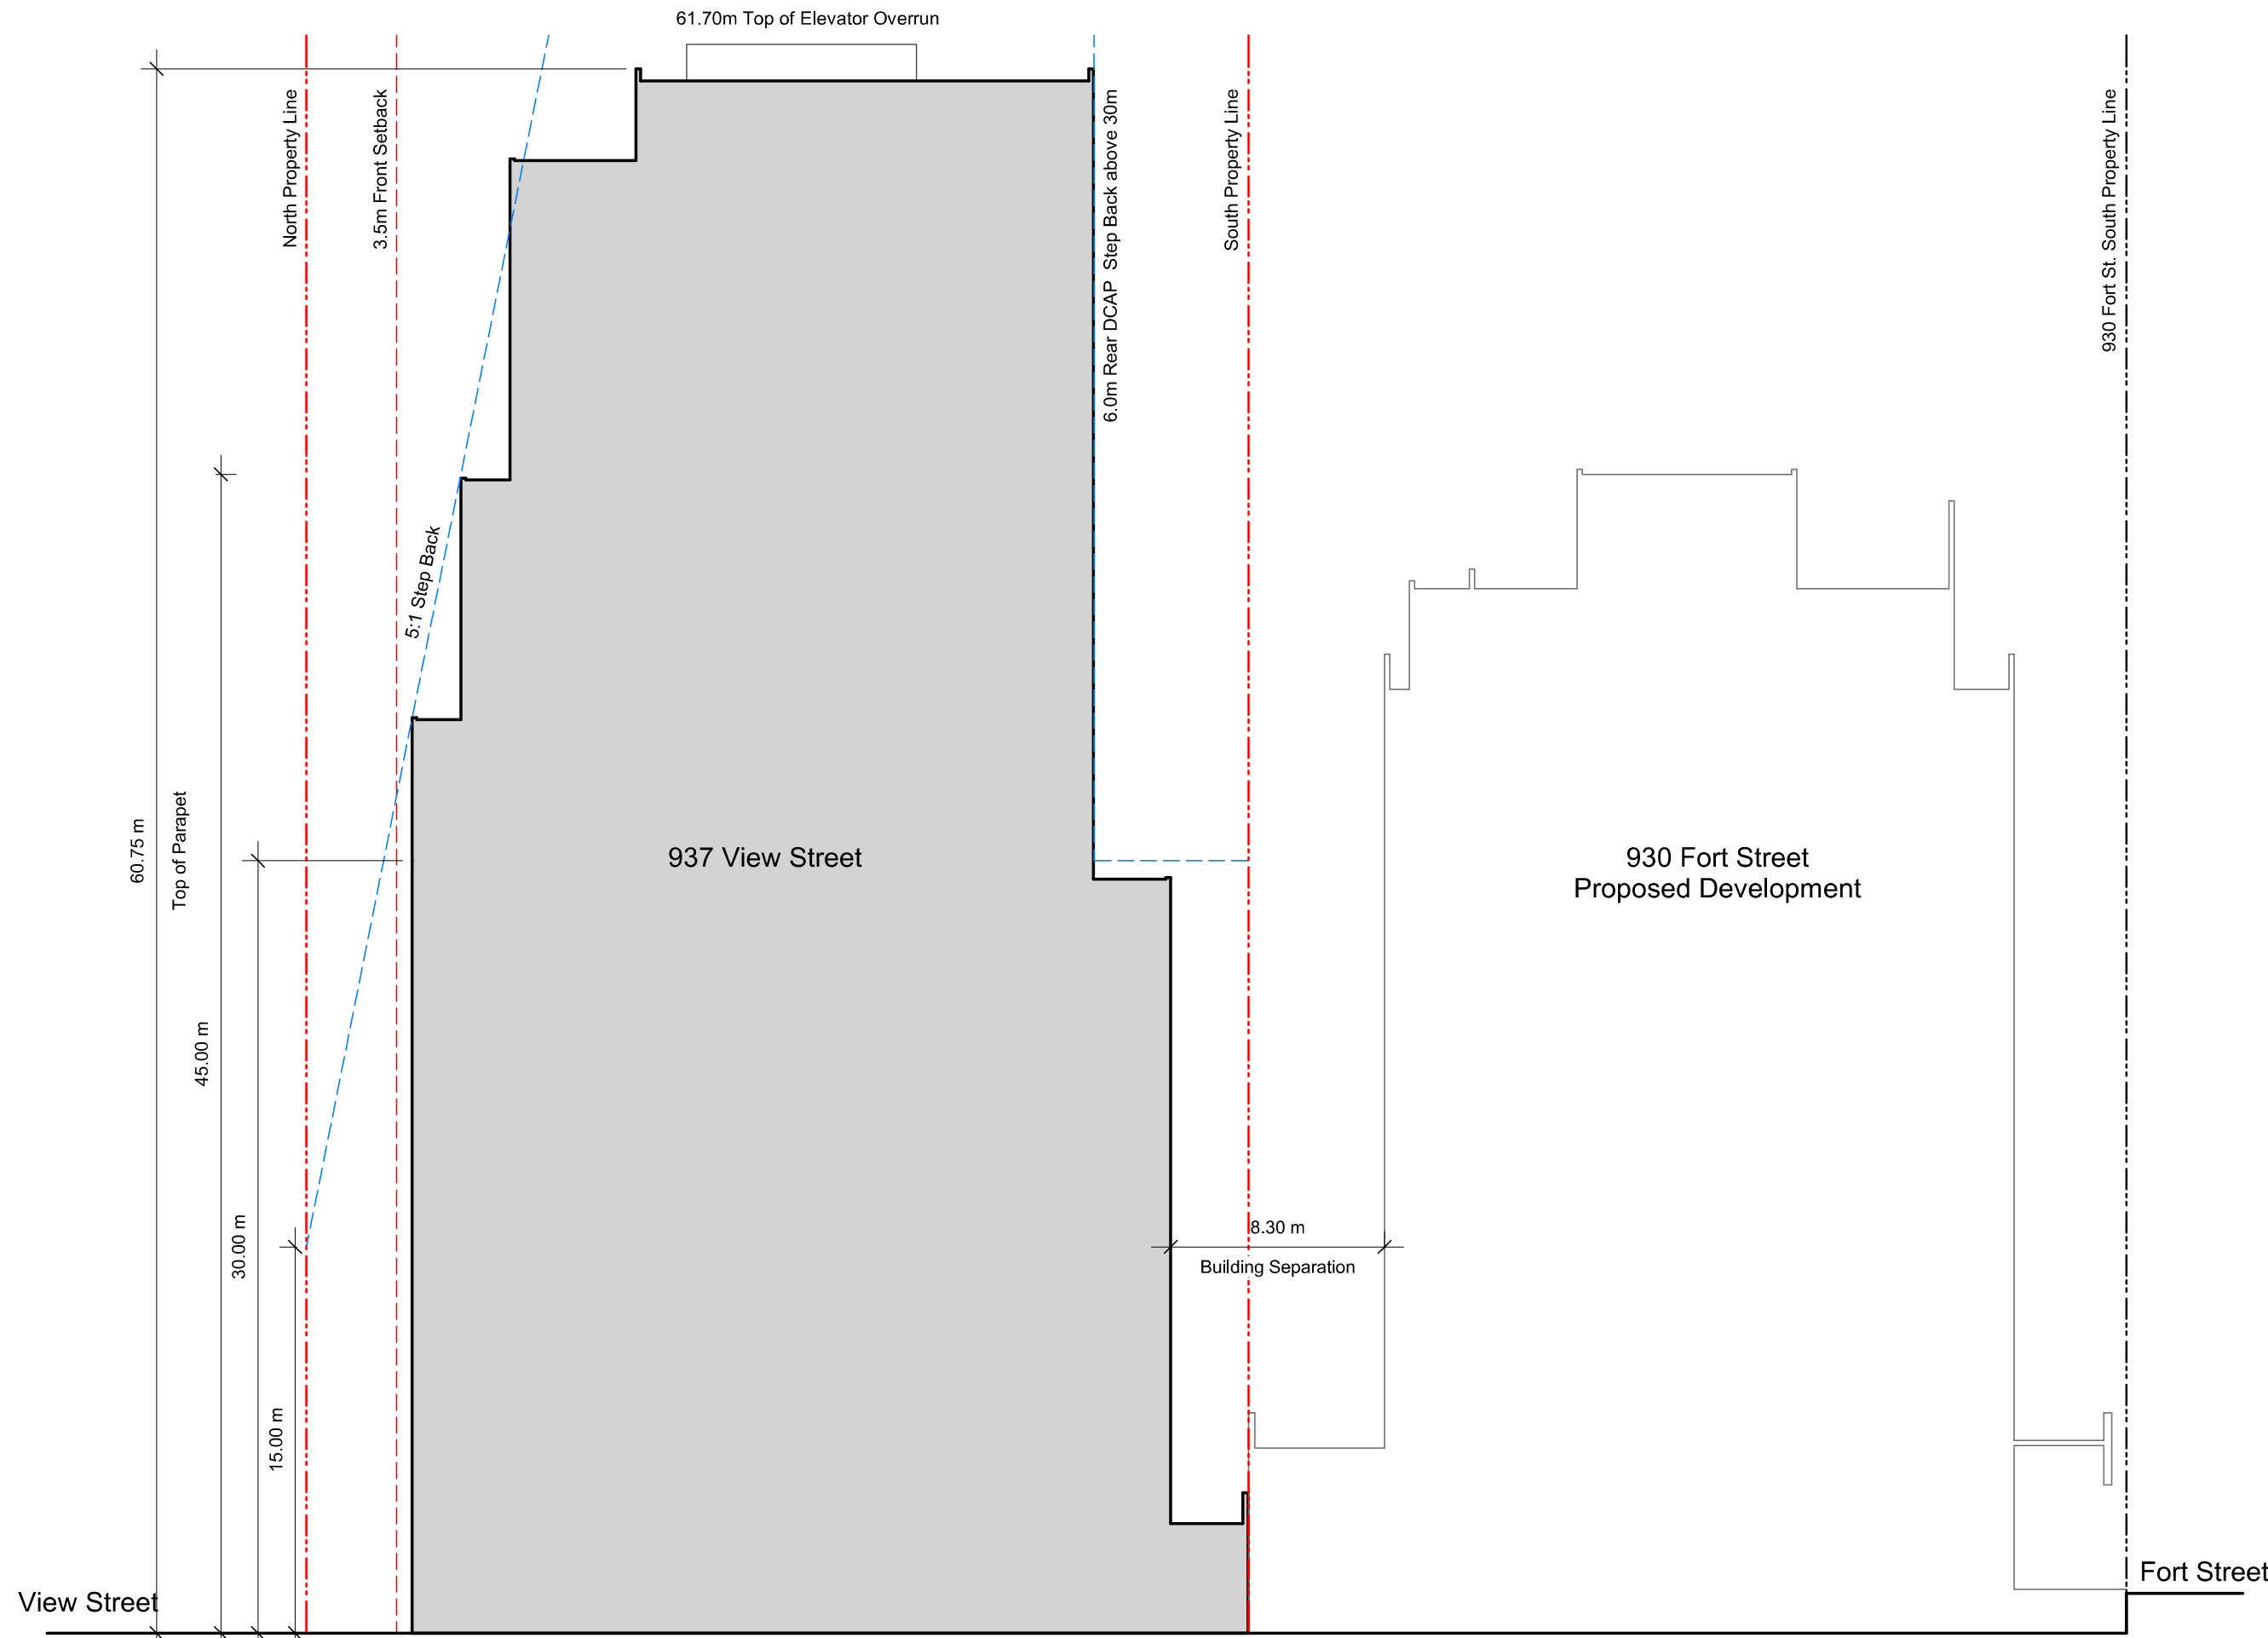 61.70m Top of Elevator Overrun
North Property Line
3.5m Front Setback
6.0m Rear DCAP  Step Back above 30m
South Property Line
930 Fort St. South Property Line
5:1 Step Back
60.75 m
Top of Parapet
937 View Street
930 Fort Street
Proposed Development
45.00 m
30.00 m
8.30 m
Building Separation
15.00 m
View Street
Fort Street